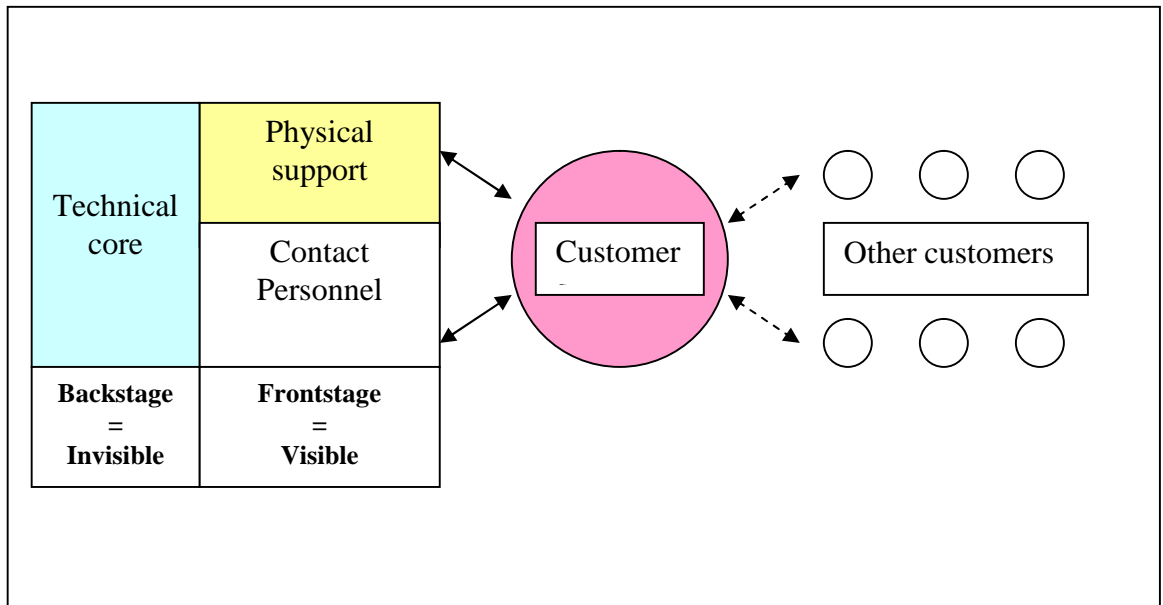 Physical
support
Technical
core
Contact
Personnel
Customer
Other customers
Backstage
=
Invisible
Frontstage
=
Visible